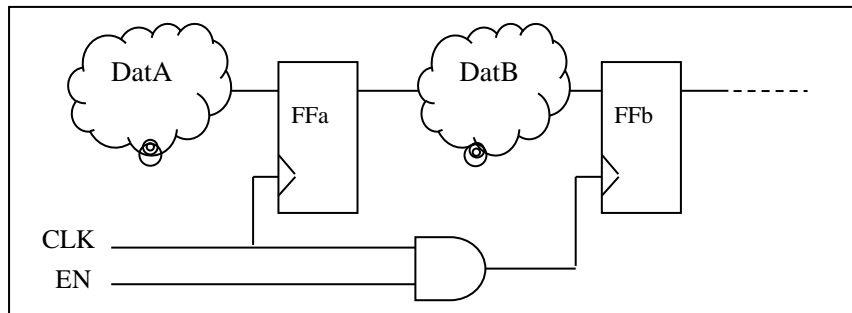 DatA
DatB
FFa
FFb
CLK
EN